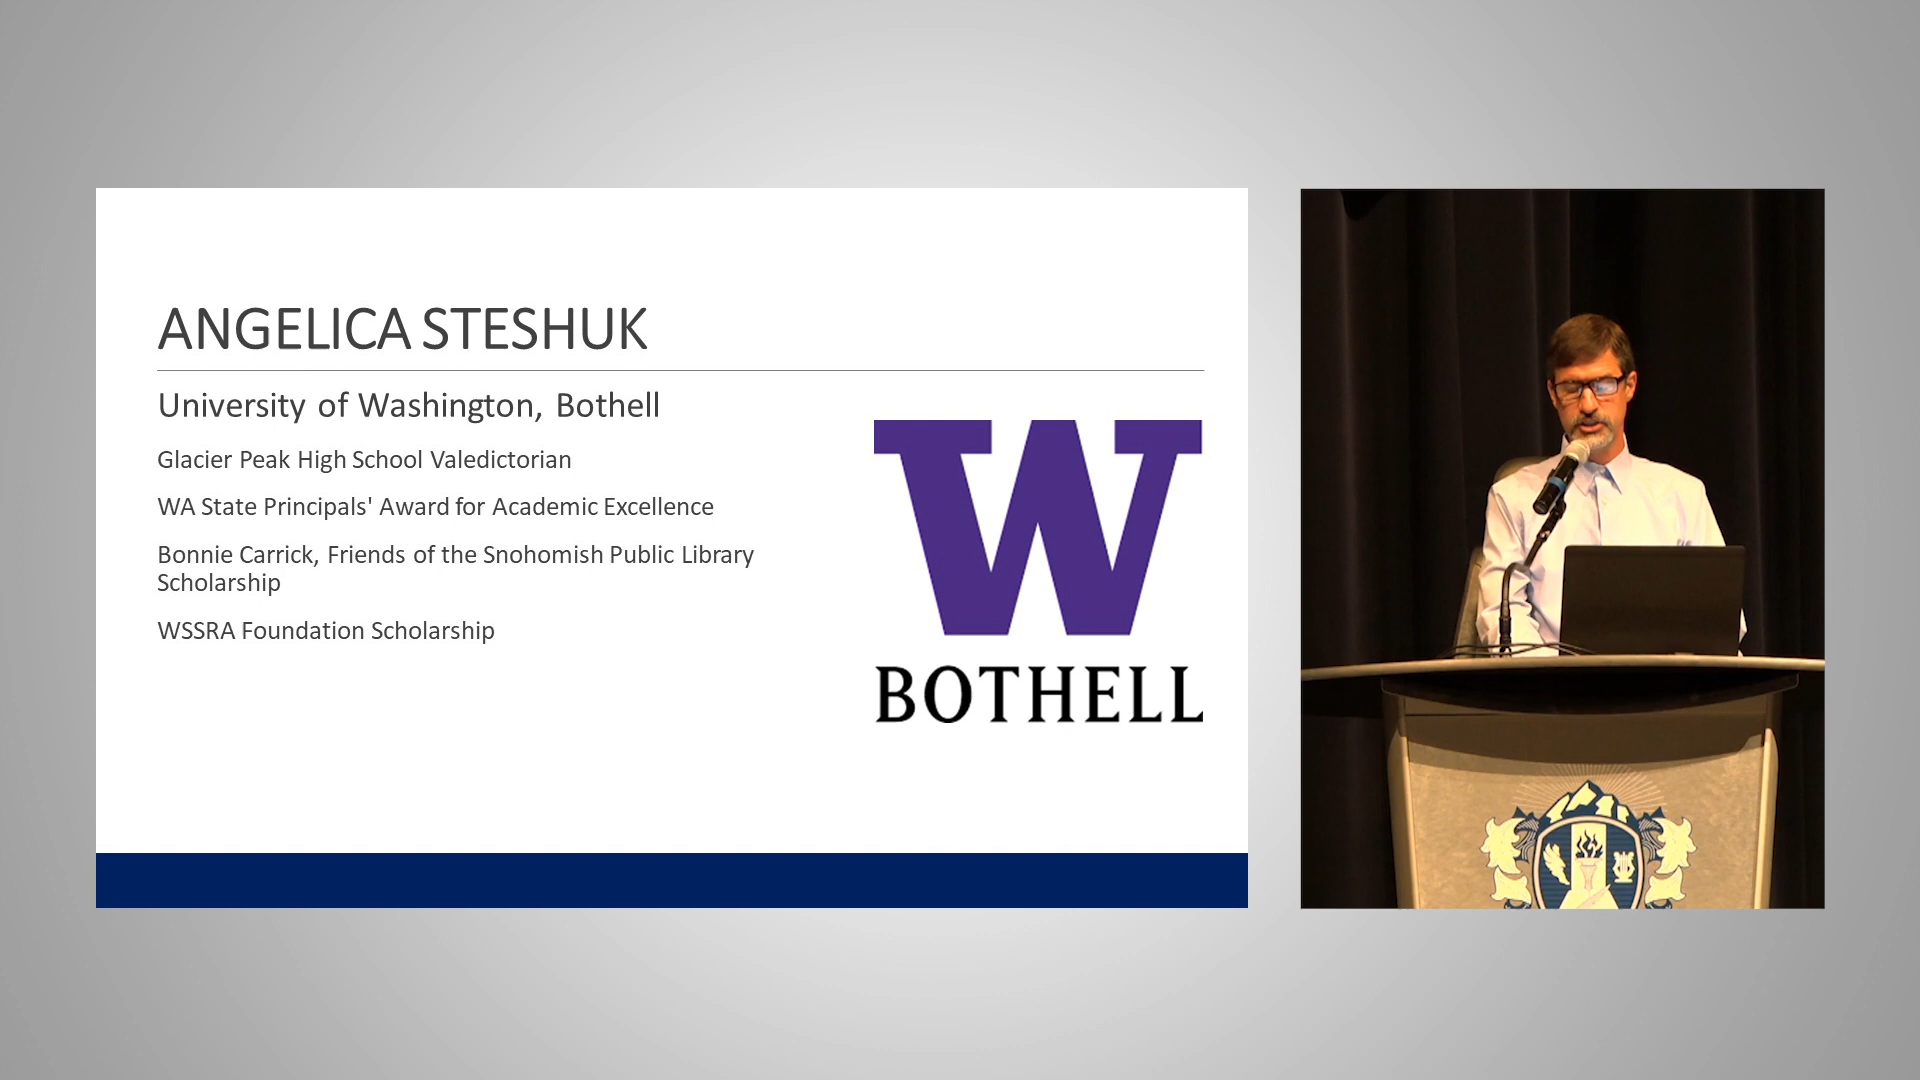 ANGELICA STESHUK
University of Washington, Bothell
Glacier Peak High School Valedictorian
WA State Principals' Award for Academic Excellence
Bonnie Carrick, Friends of the Snohomish Public Library
Scholarship
WSSRA Foundation Scholarship
W
BOTHELL